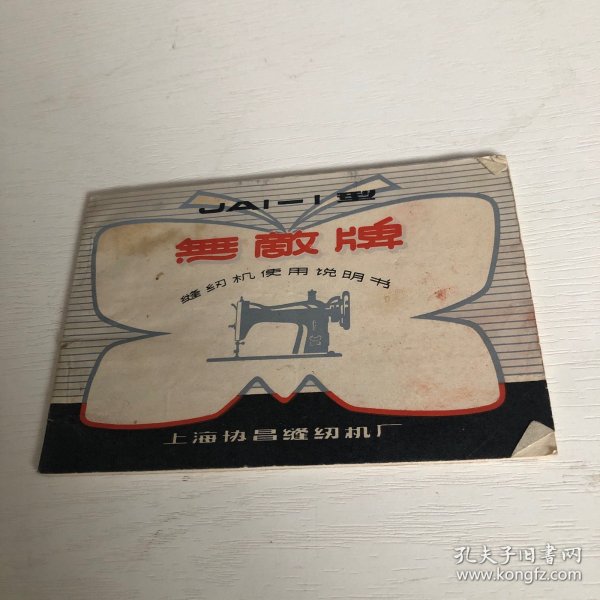 JA1-1型
無敵牌
缝纫机使用说明书
上海协昌缝纫机厂
孔夫子旧书网
www.kongfz.com